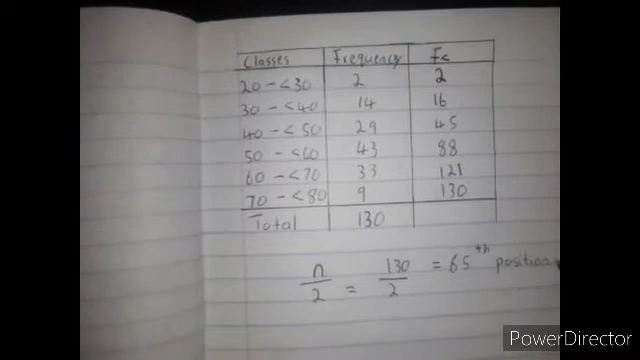 Classes Frequency Fc
20 - <30 2 2
30 - <40 14 16
40 - <50 29 45
50 - <60 43 88
60 - <70 33 121
70 - <80 9 130
Total 130
n/2 = 130/2 = 65th position
PowerDirector